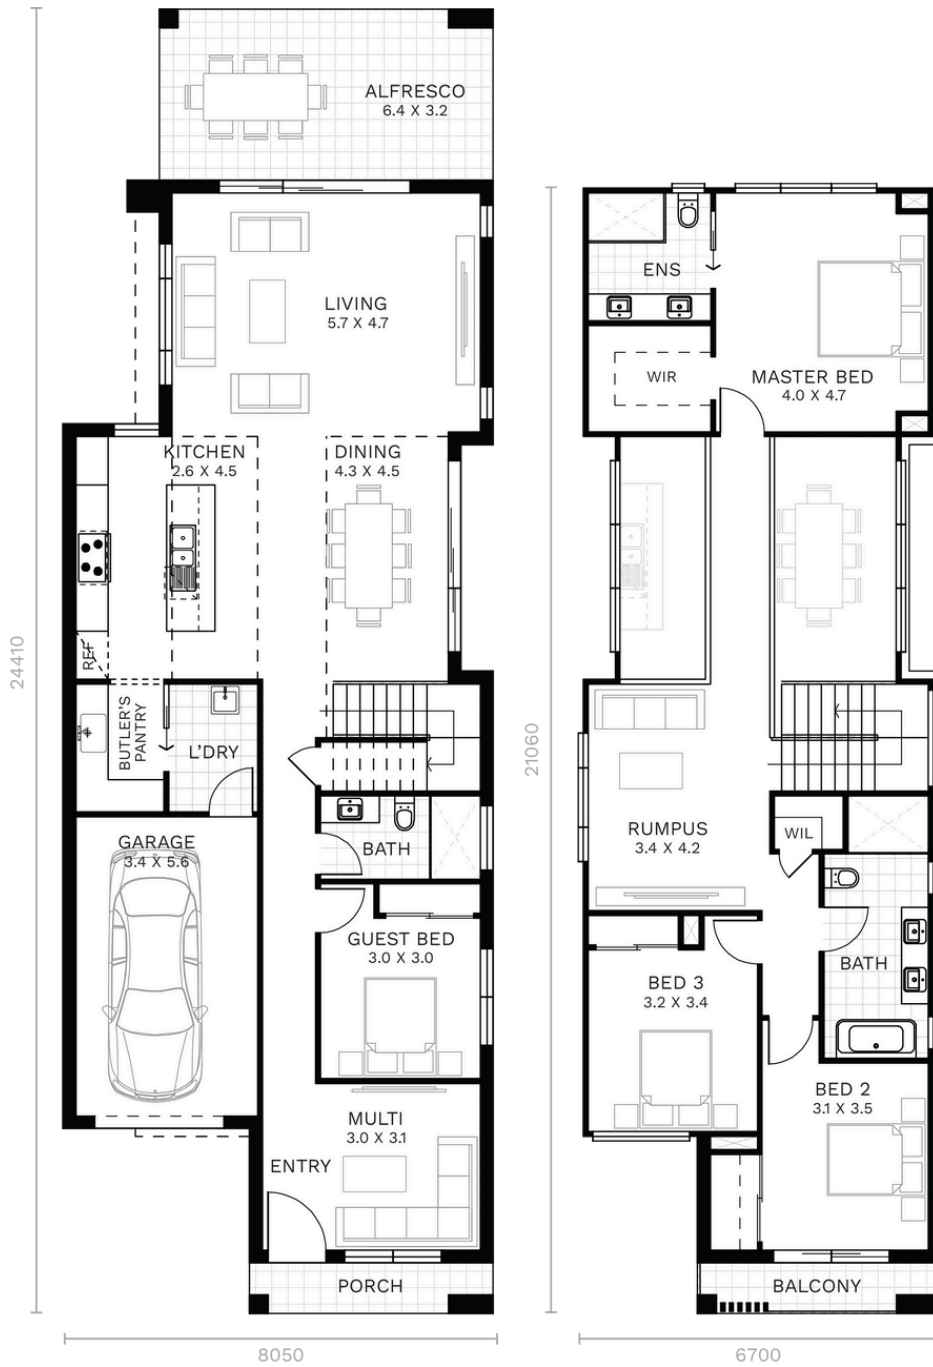 ALFRESCO
6.4 X 3.2
LIVING
5.7 X 4.7
KITCHEN
2.6 X 4.5
DINING
4.3 X 4.5
REF
BUTLER'S
PANTRY
L'DRY
GARAGE
3.4 X 5.6
BATH
GUEST BED
3.0 X 3.0
MULTI
3.0 X 3.1
ENTRY
PORCH
24410
8050
ENS
WIR
MASTER BED
4.0 X 4.7
RUMPUS
3.4 X 4.2
WIL
BATH
BED 3
3.2 X 3.4
BED 2
3.1 X 3.5
BALCONY
21060
6700